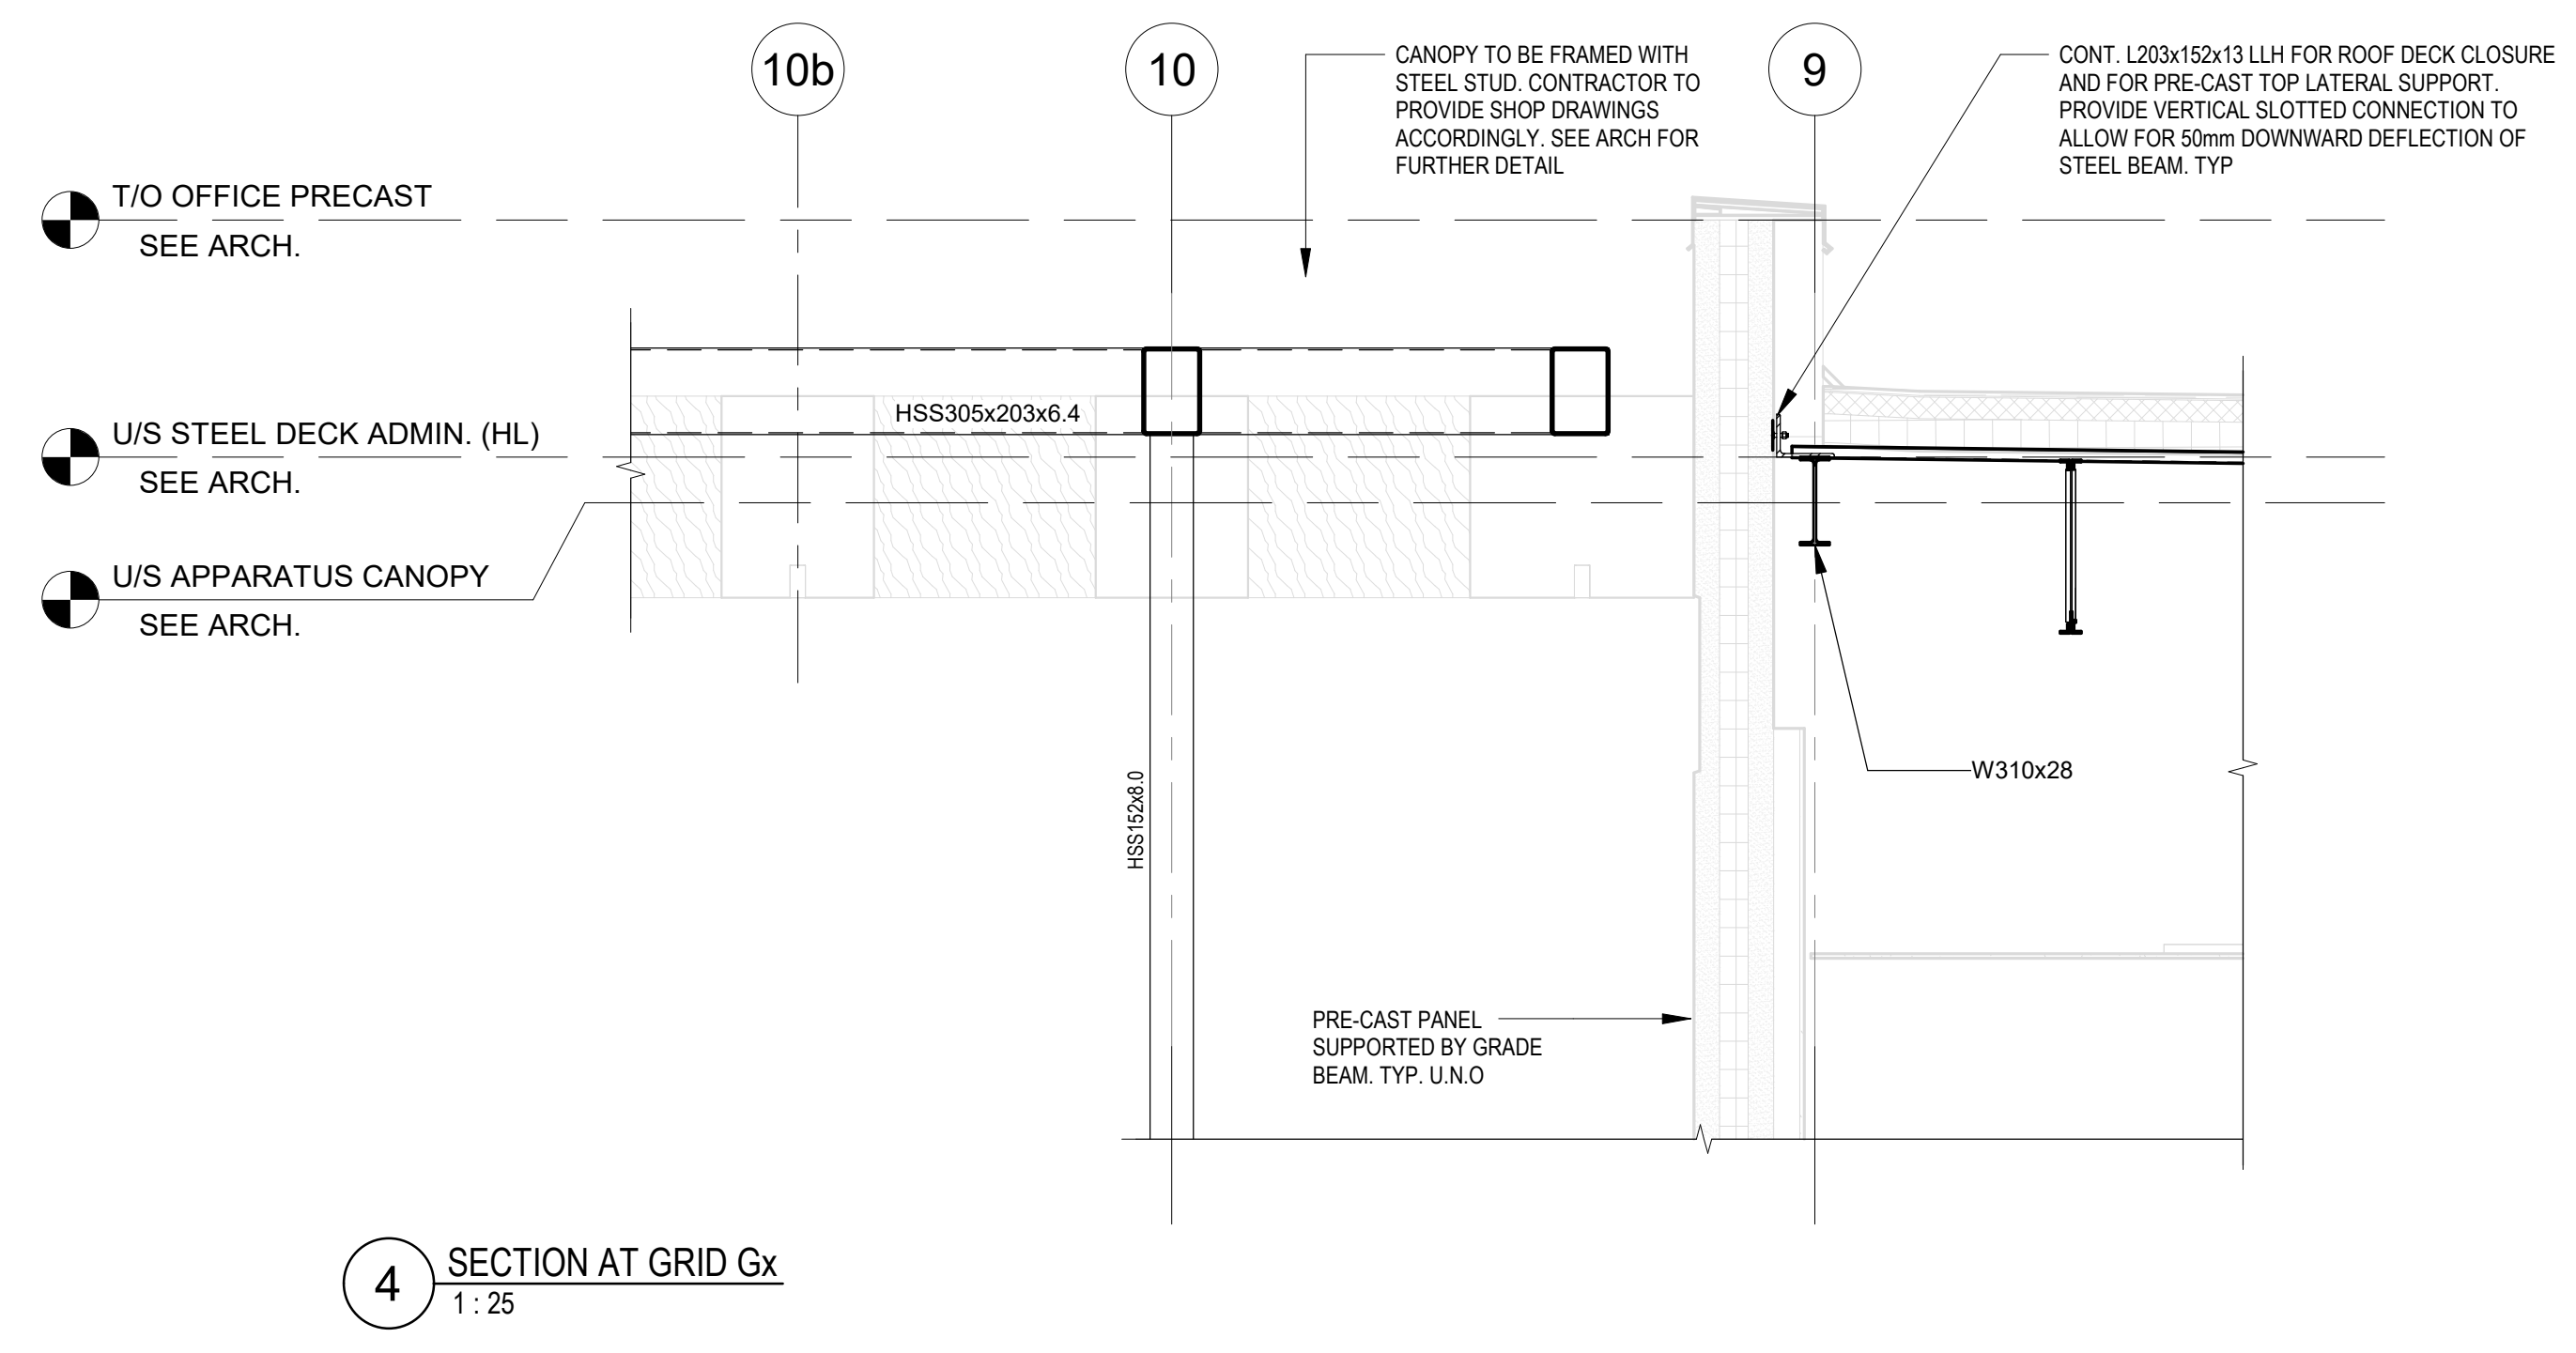 10b
10
9
CANOPY TO BE FRAMED WITH
STEEL STUD. CONTRACTOR TO
PROVIDE SHOP DRAWINGS
ACCORDINGLY. SEE ARCH FOR
FURTHER DETAIL
CONT. L203x152x13 LLH FOR ROOF DECK CLOSURE
AND FOR PRE-CAST TOP LATERAL SUPPORT.
PROVIDE VERTICAL SLOTTED CONNECTION TO
ALLOW FOR 50mm DOWNWARD DEFLECTION OF
STEEL BEAM. TYP
T/O OFFICE PRECAST
SEE ARCH.
U/S STEEL DECK ADMIN. (HL)
SEE ARCH.
U/S APPARATUS CANOPY
SEE ARCH.
HSS305x203x6.4
HSS152x8.0
W310x28
PRE-CAST PANEL
SUPPORTED BY GRADE
BEAM. TYP. U.N.O
4
SECTION AT GRID Gx
1 : 25